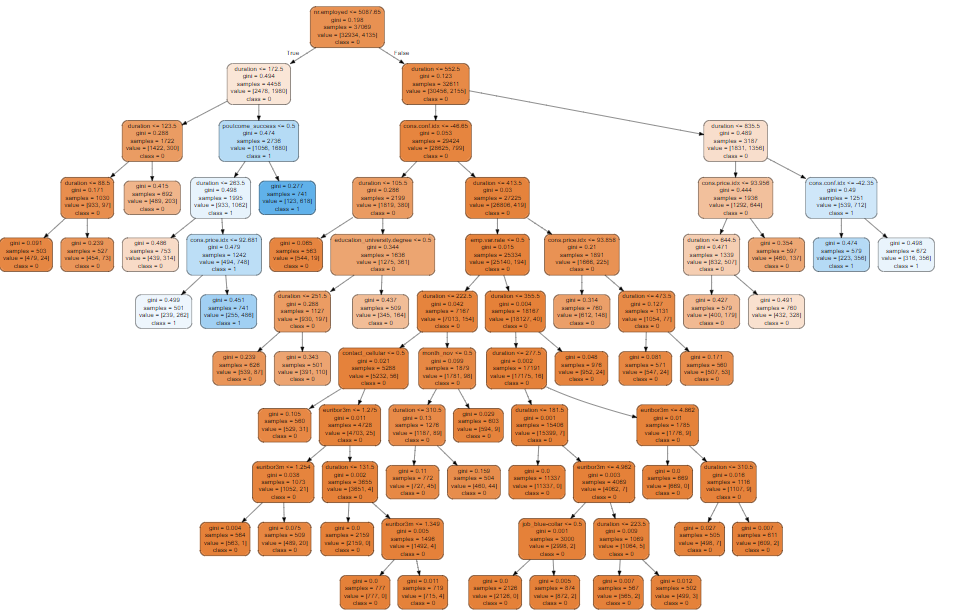 nr.employed <= 5087.65
gini = 0.198
samples = 37069
value = [32934, 4135]
class = 0
True
False
duration <= 172.5
gini = 0.494
samples = 4458
value = [2478, 1980]
class = 0
duration <= 552.5
gini = 0.123
samples = 32611
value = [30456, 2155]
class = 0
duration <= 123.5
gini = 0.288
samples = 1722
value = [1422, 300]
class = 0
poutcome_success <= 0.5
gini = 0.474
samples = 2736
value = [1056, 1680]
class = 1
cons.conf.idx <= -46.65
gini = 0.053
samples = 29424
value = [28625, 799]
class = 0
duration <= 835.5
gini = 0.489
samples = 3187
value = [1831, 1356]
class = 0
duration <= 88.5
gini = 0.171
samples = 1030
value = [933, 97]
class = 0
gini = 0.415
samples = 692
value = [489, 203]
class = 0
duration <= 263.5
gini = 0.498
samples = 1995
value = [933, 1062]
class = 1
gini = 0.277
samples = 741
value = [123, 618]
class = 1
duration <= 105.5
gini = 0.286
samples = 2199
value = [1819, 380]
class = 0
duration <= 413.5
gini = 0.03
samples = 27225
value = [26806, 419]
class = 0
cons.price.idx <= 93.956
gini = 0.444
samples = 1936
value = [1292, 644]
class = 0
cons.conf.idx <= -42.35
gini = 0.49
samples = 1251
value = [539, 712]
class = 1
gini = 0.091
samples = 503
value = [479, 24]
class = 0
gini = 0.239
samples = 527
value = [454, 73]
class = 0
gini = 0.486
samples = 753
value = [439, 314]
class = 0
cons.price.idx <= 92.681
gini = 0.479
samples = 1242
value = [494, 748]
class = 1
gini = 0.065
samples = 563
value = [544, 19]
class = 0
education_university.degree <= 0.5
gini = 0.344
samples = 1636
value = [1275, 361]
class = 0
emp.var.rate <= 0.5
gini = 0.015
samples = 25334
value = [25140, 194]
class = 0
cons.price.idx <= 93.856
gini = 0.21
samples = 1891
value = [1666, 225]
class = 0
duration <= 644.5
gini = 0.471
samples = 1339
value = [832, 507]
class = 0
gini = 0.354
samples = 597
value = [460, 137]
class = 0
gini = 0.474
samples = 579
value = [223, 356]
class = 1
gini = 0.498
samples = 672
value = [316, 356]
class = 1
gini = 0.499
samples = 501
value = [239, 262]
class = 1
gini = 0.451
samples = 741
value = [255, 486]
class = 1
duration <= 251.5
gini = 0.288
samples = 1127
value = [930, 197]
class = 0
gini = 0.437
samples = 509
value = [345, 164]
class = 0
duration <= 222.5
gini = 0.042
samples = 7167
value = [7013, 154]
class = 0
duration <= 355.5
gini = 0.004
samples = 18167
value = [18127, 40]
class = 0
gini = 0.314
samples = 760
value = [612, 148]
class = 0
duration <= 473.5
gini = 0.127
samples = 1131
value = [1054, 77]
class = 0
gini = 0.427
samples = 579
value = [400, 179]
class = 0
gini = 0.491
samples = 760
value = [432, 328]
class = 0
gini = 0.239
samples = 626
value = [539, 87]
class = 0
gini = 0.343
samples = 501
value = [391, 110]
class = 0
contact_cellular <= 0.5
gini = 0.021
samples = 5288
value = [5232, 56]
class = 0
month_nov <= 0.5
gini = 0.099
samples = 1879
value = [1781, 98]
class = 0
duration <= 277.5
gini = 0.002
samples = 17191
value = [17175, 16]
class = 0
gini = 0.048
samples = 976
value = [952, 24]
class = 0
gini = 0.081
samples = 571
value = [547, 24]
class = 0
gini = 0.171
samples = 560
value = [507, 53]
class = 0
gini = 0.105
samples = 560
value = [529, 31]
class = 0
euribor3m <= 1.275
gini = 0.011
samples = 4728
value = [4703, 25]
class = 0
duration <= 310.5
gini = 0.13
samples = 1276
value = [1187, 89]
class = 0
gini = 0.029
samples = 603
value = [594, 9]
class = 0
duration <= 181.5
gini = 0.001
samples = 15406
value = [15399, 7]
class = 0
euribor3m <= 4.862
gini = 0.01
samples = 1785
value = [1776, 9]
class = 0
euribor3m <= 1.254
gini = 0.038
samples = 1073
value = [1052, 21]
class = 0
duration <= 131.5
gini = 0.002
samples = 3655
value = [3651, 4]
class = 0
gini = 0.11
samples = 772
value = [727, 45]
class = 0
gini = 0.159
samples = 504
value = [460, 44]
class = 0
gini = 0.0
samples = 11337
value = [11337, 0]
class = 0
euribor3m <= 4.962
gini = 0.003
samples = 4069
value = [4062, 7]
class = 0
gini = 0.0
samples = 669
value = [669, 0]
class = 0
duration <= 310.5
gini = 0.016
samples = 1116
value = [1107, 9]
class = 0
gini = 0.004
samples = 564
value = [563, 1]
class = 0
gini = 0.075
samples = 509
value = [489, 20]
class = 0
gini = 0.0
samples = 2159
value = [2159, 0]
class = 0
euribor3m <= 1.349
gini = 0.005
samples = 1496
value = [1492, 4]
class = 0
job_blue-collar <= 0.5
gini = 0.001
samples = 3000
value = [2998, 2]
class = 0
duration <= 223.5
gini = 0.009
samples = 1069
value = [1064, 5]
class = 0
gini = 0.027
samples = 505
value = [498, 7]
class = 0
gini = 0.007
samples = 611
value = [609, 2]
class = 0
gini = 0.0
samples = 777
value = [777, 0]
class = 0
gini = 0.011
samples = 719
value = [715, 4]
class = 0
gini = 0.0
samples = 2126
value = [2126, 0]
class = 0
gini = 0.005
samples = 874
value = [872, 2]
class = 0
gini = 0.007
samples = 567
value = [565, 2]
class = 0
gini = 0.012
samples = 502
value = [499, 3]
class = 0